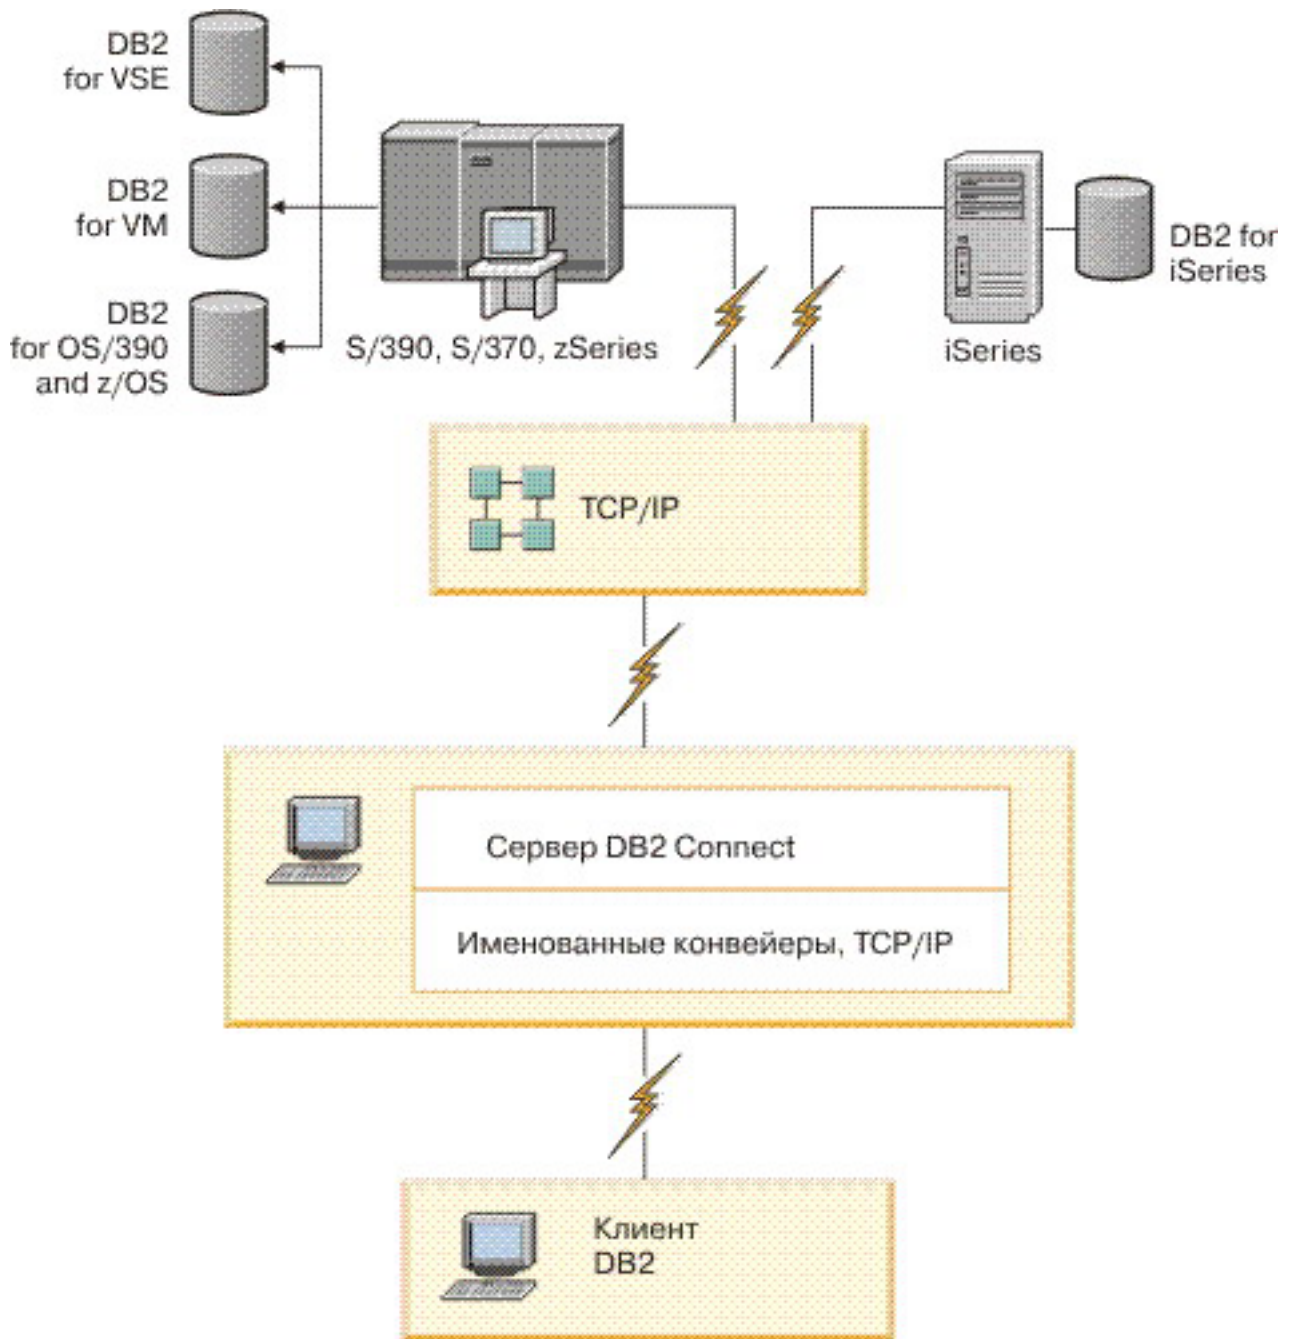 DB2
for VSE
DB2
for VM
DB2
for OS/390
and z/OS
S/390, S/370, zSeries
iSeries
DB2 for
iSeries
TCP/IP
Сервер DB2 Connect
Именованные конвейеры, TCP/IP
Клиент
DB2